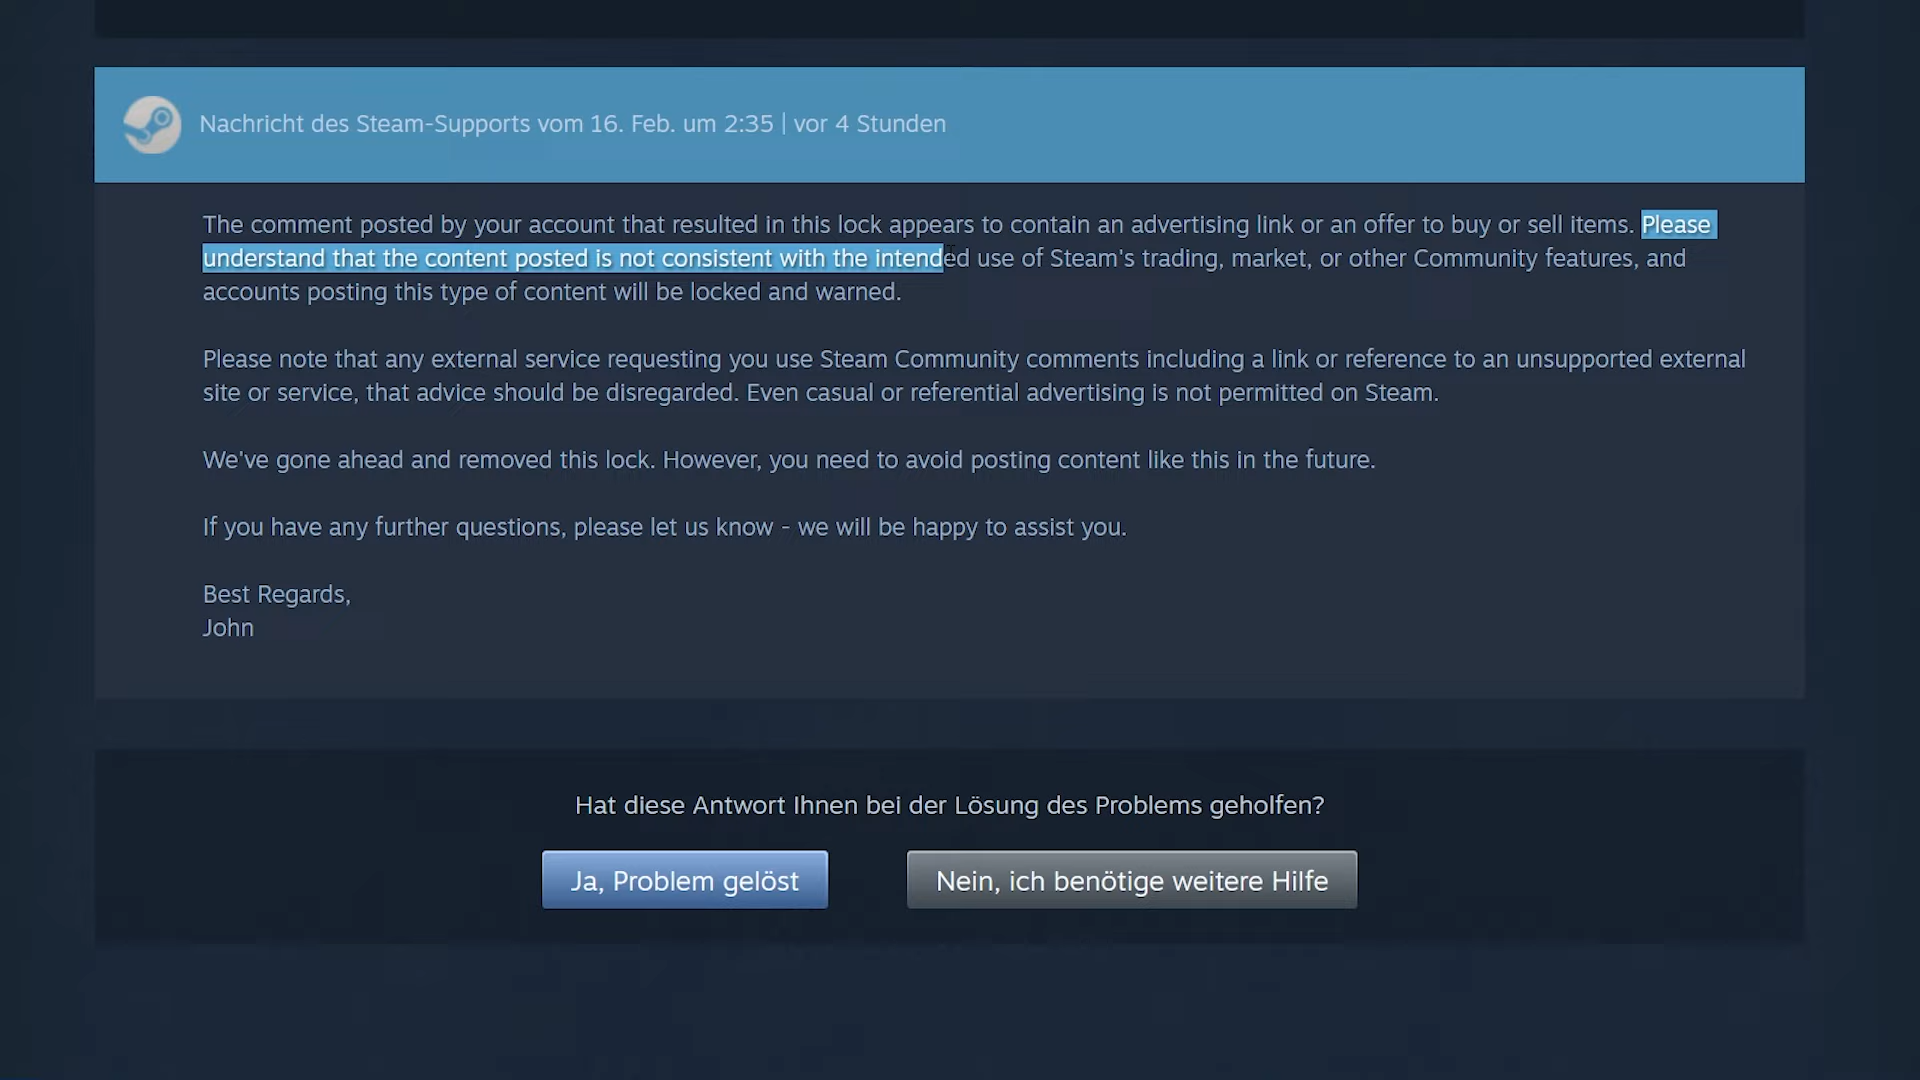 Nachricht des Steam-Supports vom 16. Feb. um 2:35 | vor 4 Stunden
The comment posted by your account that resulted in this lock appears to contain an advertising link or an offer to buy or sell items. Please
understand that the content posted is not consistent with the intended use of Steam's trading, market, or other Community features, and
accounts posting this type of content will be locked and warned.
Please note that any external service requesting you use Steam Community comments including a link or reference to an unsupported external
site or service, that advice should be disregarded. Even casual or referential advertising is not permitted on Steam.
We've gone ahead and removed this lock. However, you need to avoid posting content like this in the future.
If you have any further questions, please let us know - we will be happy to assist you.
Best Regards,
John
Hat diese Antwort Ihnen bei der Lösung des Problems geholfen?
Ja, Problem gelöst
Nein, ich benötige weitere Hilfe